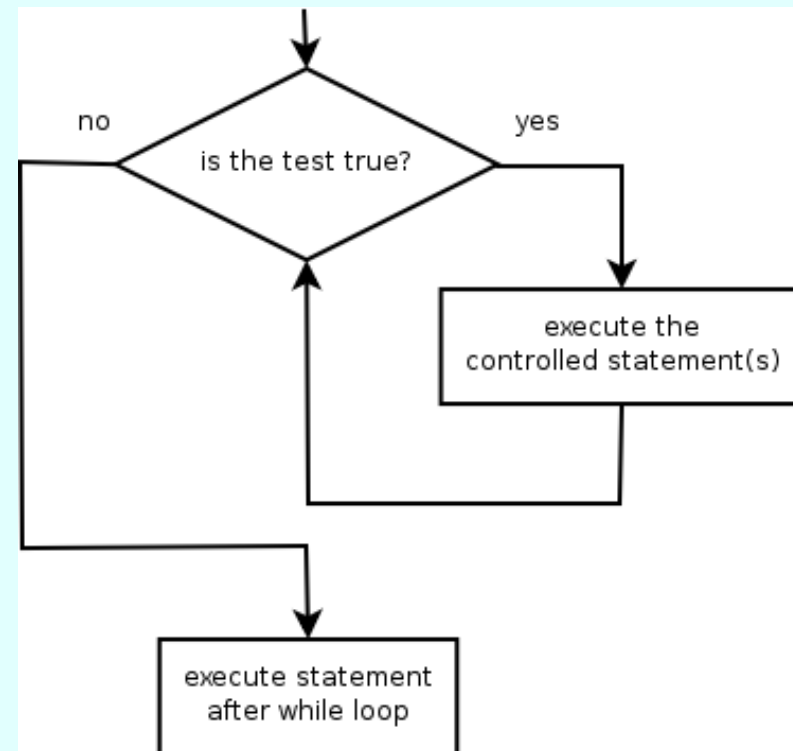 no
yes
is the test true?
execute the
controlled statement(s)
execute statement
after while loop